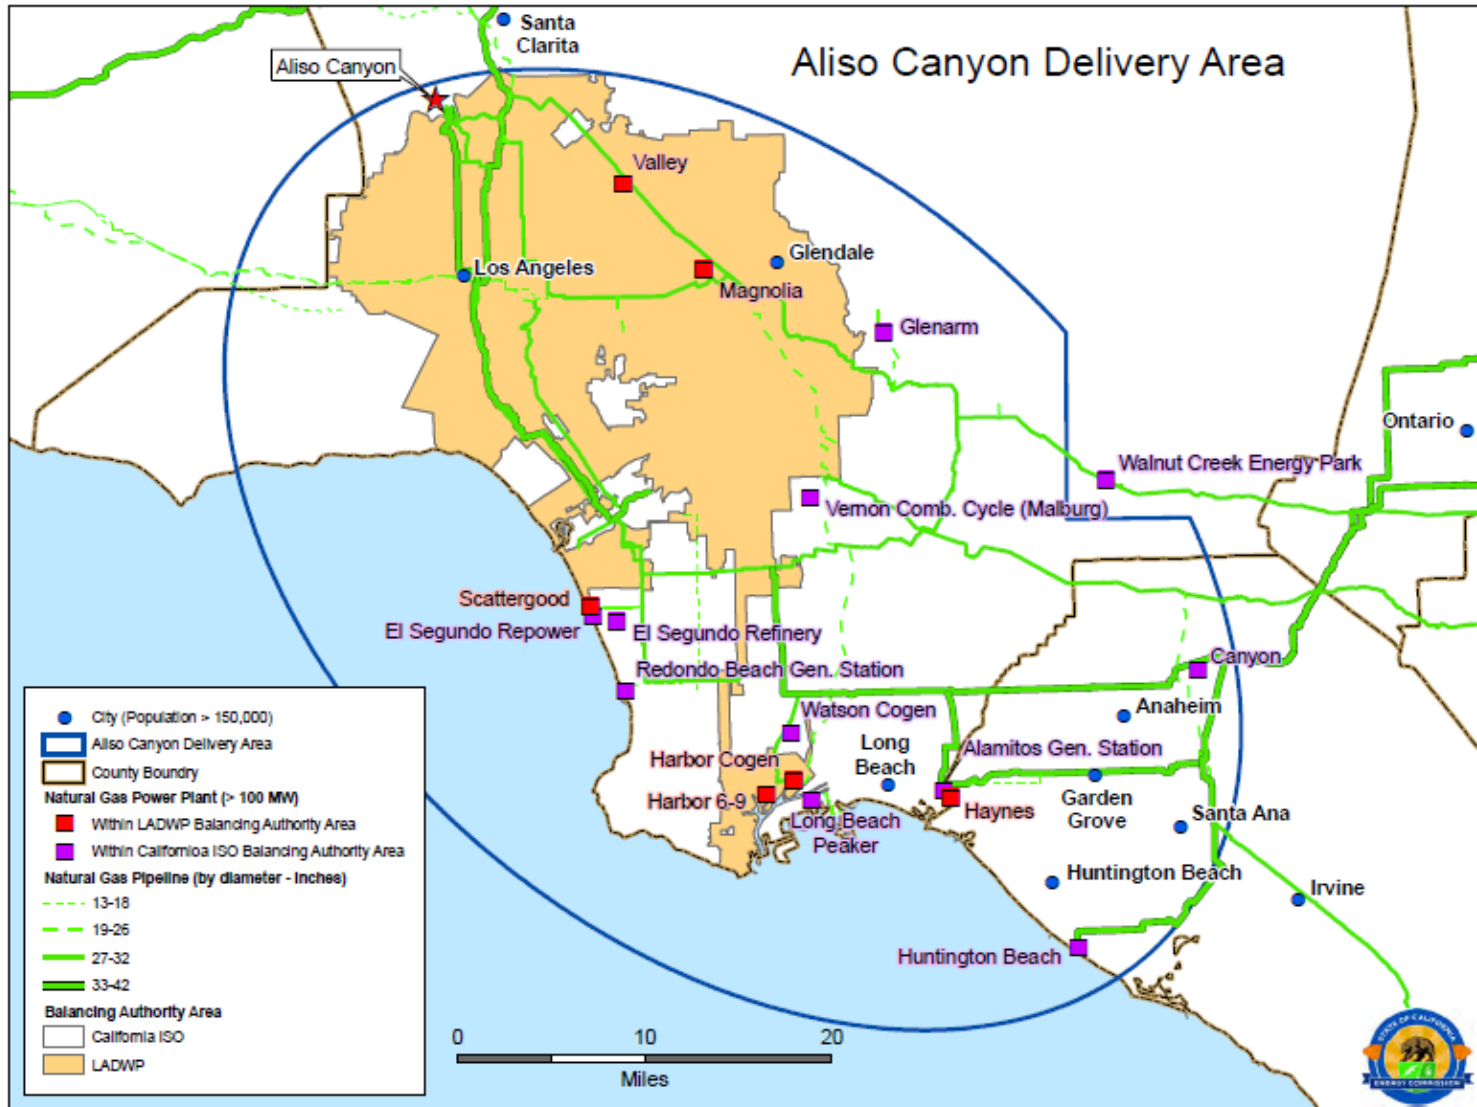 Aliso Canyon Delivery Area
Santa
Clarita
Aliso Canyon
Valley
Glendale
Los Angeles
Magnolia
Glenarm
Ontario
Walnut Creek Energy Park
Vernon Comb. Cycle (Malburg)
Scattergood
El Segundo Repower
El Segundo Refinery
Redondo Beach Gen. Station
Canyon
Watson Cogen
Anaheim
Long
Beach
Alamitos Gen. Station
Harbor Cogen
Harbor 6-9
Long Beach
Peaker
Haynes
Garden
Grove
Santa Ana
Huntington Beach
Irvine
Huntington Beach
City (Population > 150,000)
Aliso Canyon Delivery Area
County Boundry
Natural Gas Power Plant (> 100 MW)
Within LADWP Balancing Authority Area
Within Californioa ISO Balancing Authority Area
Natural Gas Pipeline (by diameter - inches)
13-18
19-26
27-32
33-42
Balancing Authority Area
California ISO
LADWP
0 10 20
Miles
STATE OF CALIFORNIA
ENERGY COMMISSION